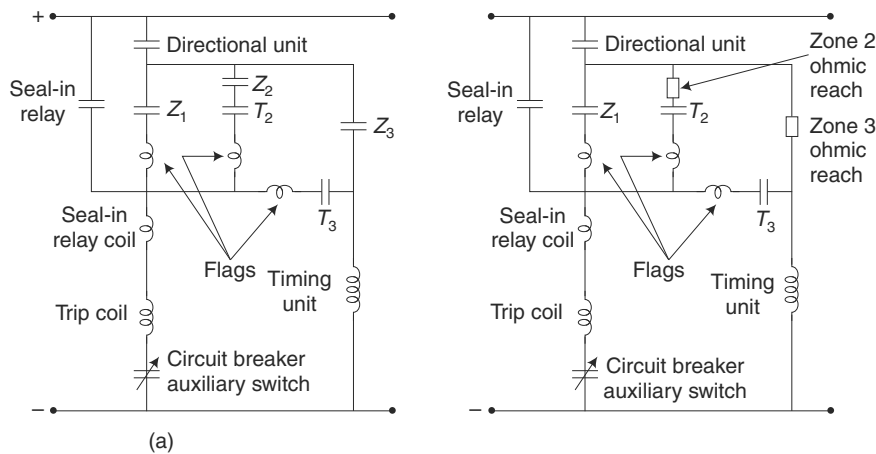 +
Directional unit
Seal-in
relay
Z1
Z2
T2
Z3
T3
Seal-in
relay coil
Flags
Timing
unit
Trip coil
Circuit breaker
auxiliary switch
−
(a)
Directional unit
Zone 2
ohmic
reach
+
Seal-in
relay
Z1
T2
Zone 3
ohmic
reach
T3
Seal-in
relay coil
Flags
Timing
unit
Trip coil
Circuit breaker
auxiliary switch
−